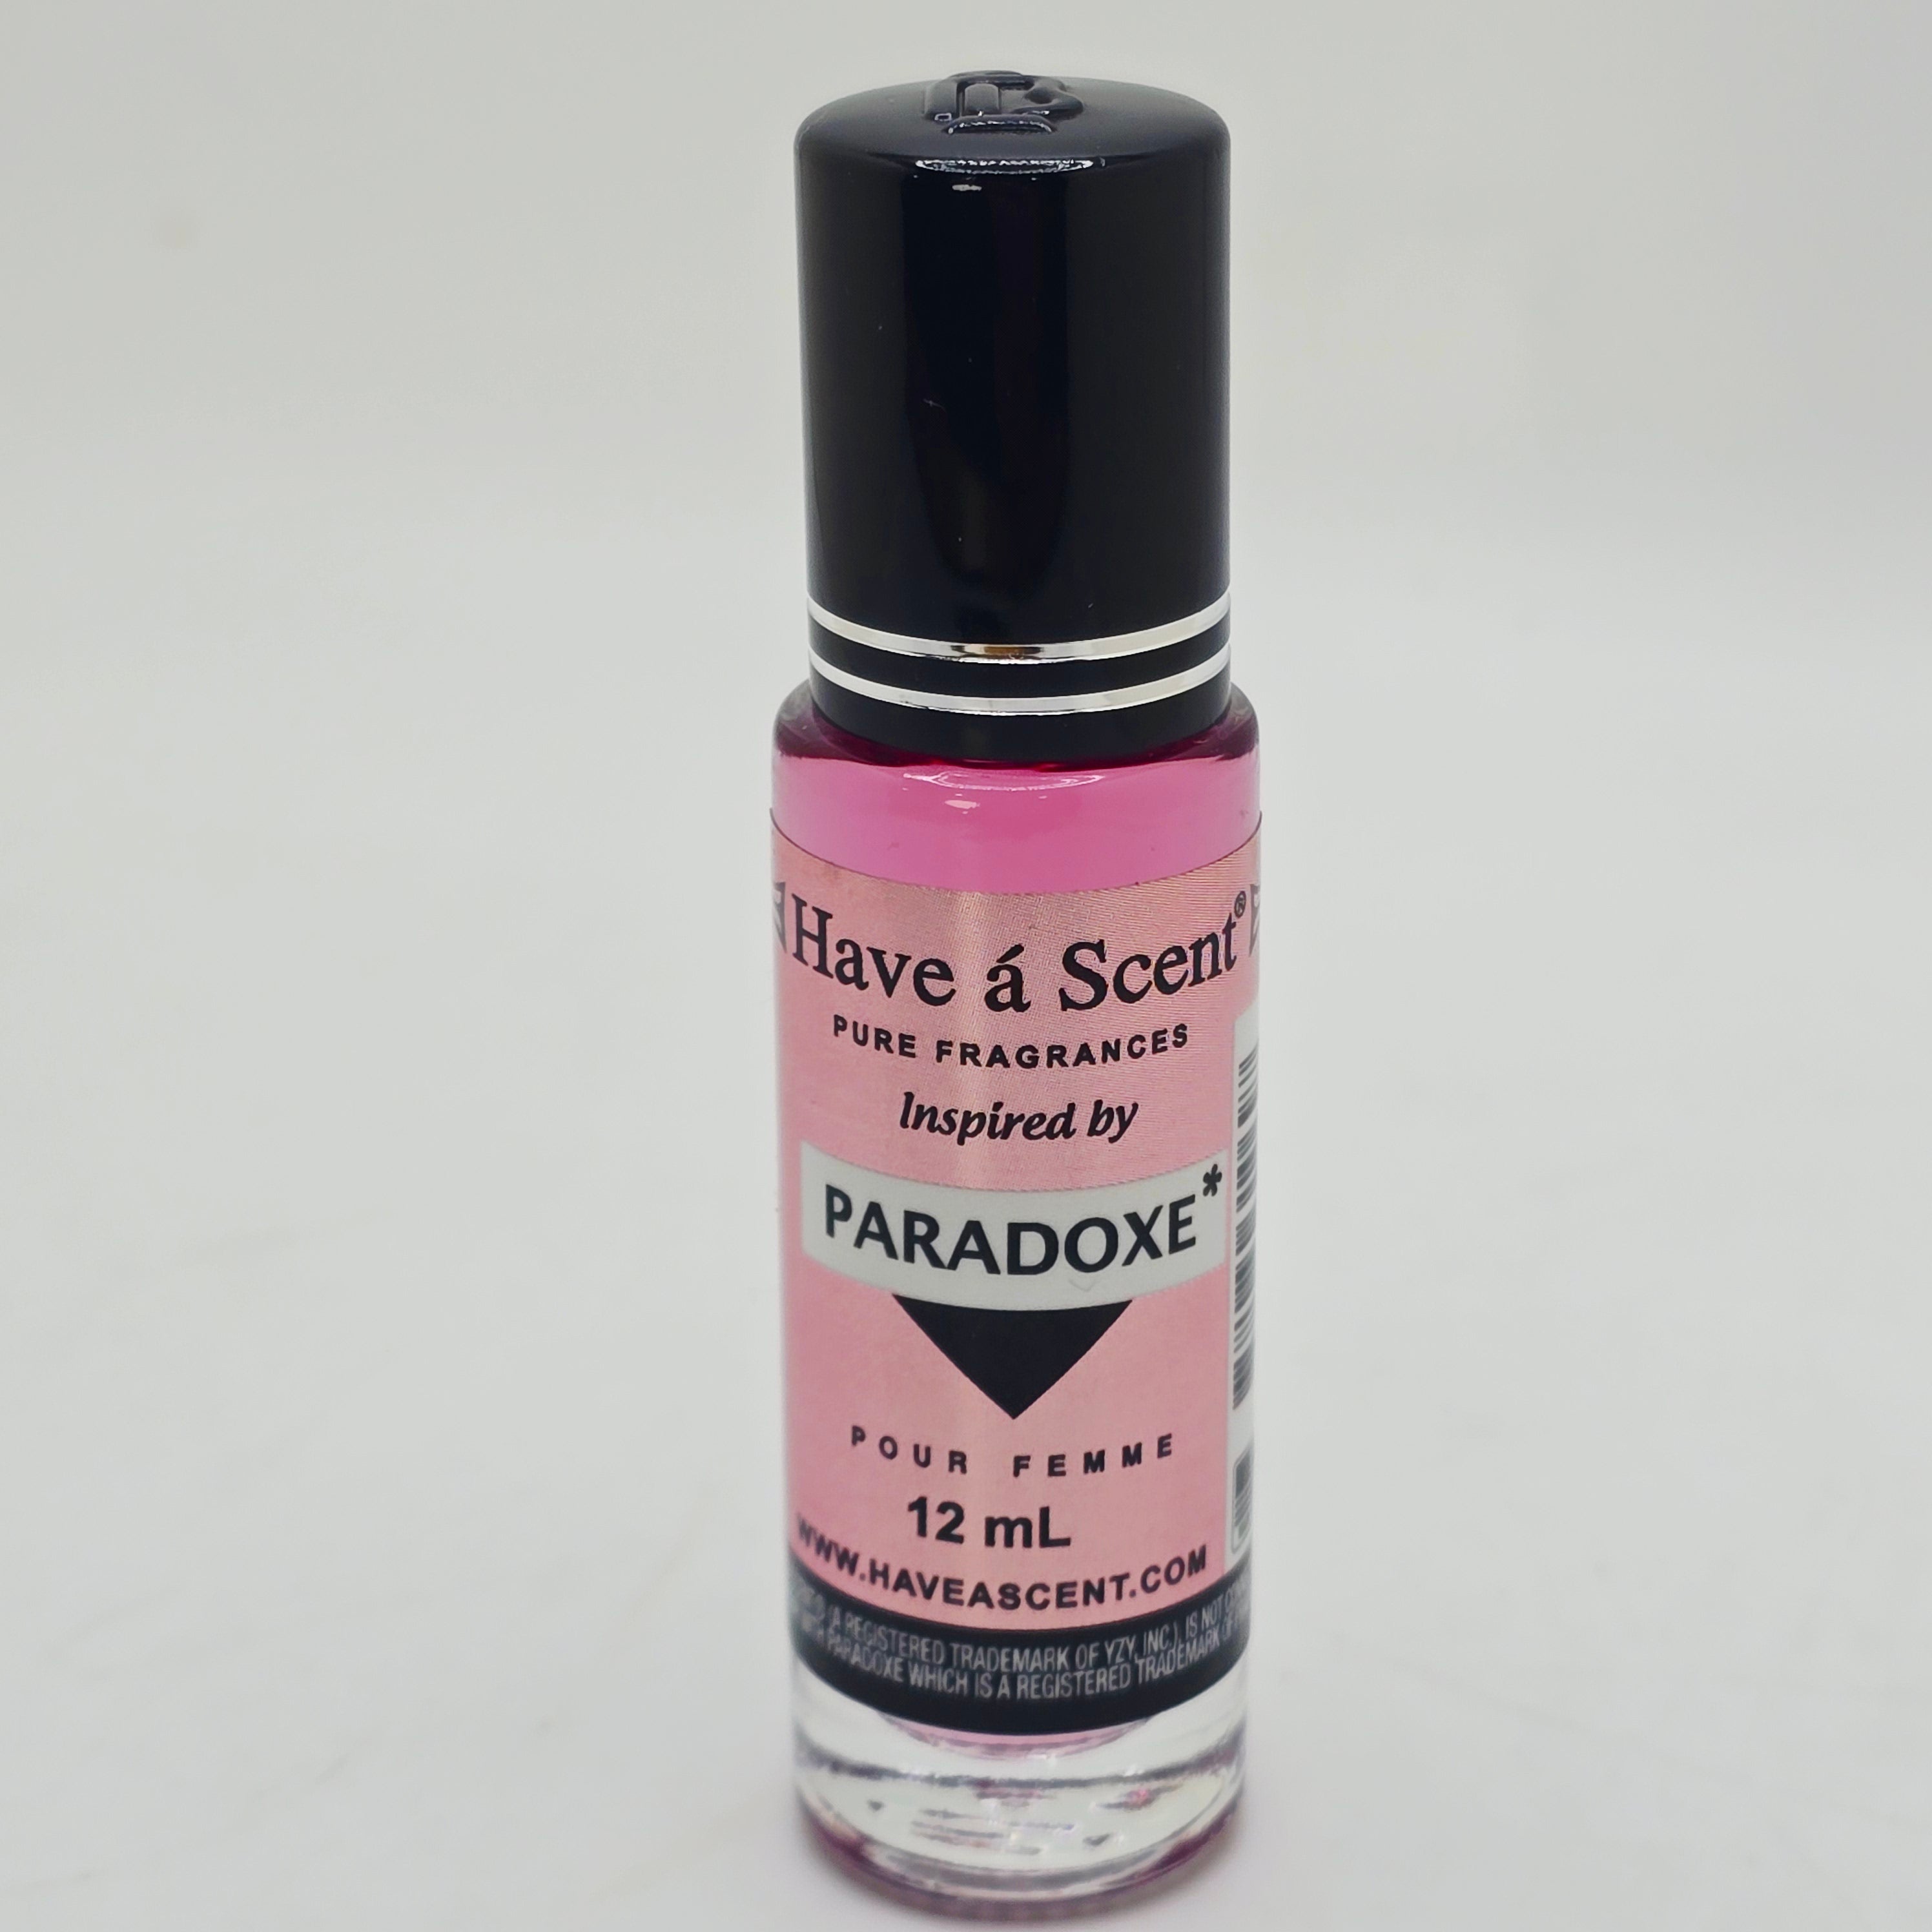 Have á Scent®
PURE FRAGRANCES
Inspired by
PARADOXE*
POUR FEMME
12 mL
WWW.HAVEASCENT.COM
(A REGISTERED TRADEMARK OF YZY, INC.), IS NOT
WITH PARADOXE WHICH IS A REGISTERED TRADEMARK OF